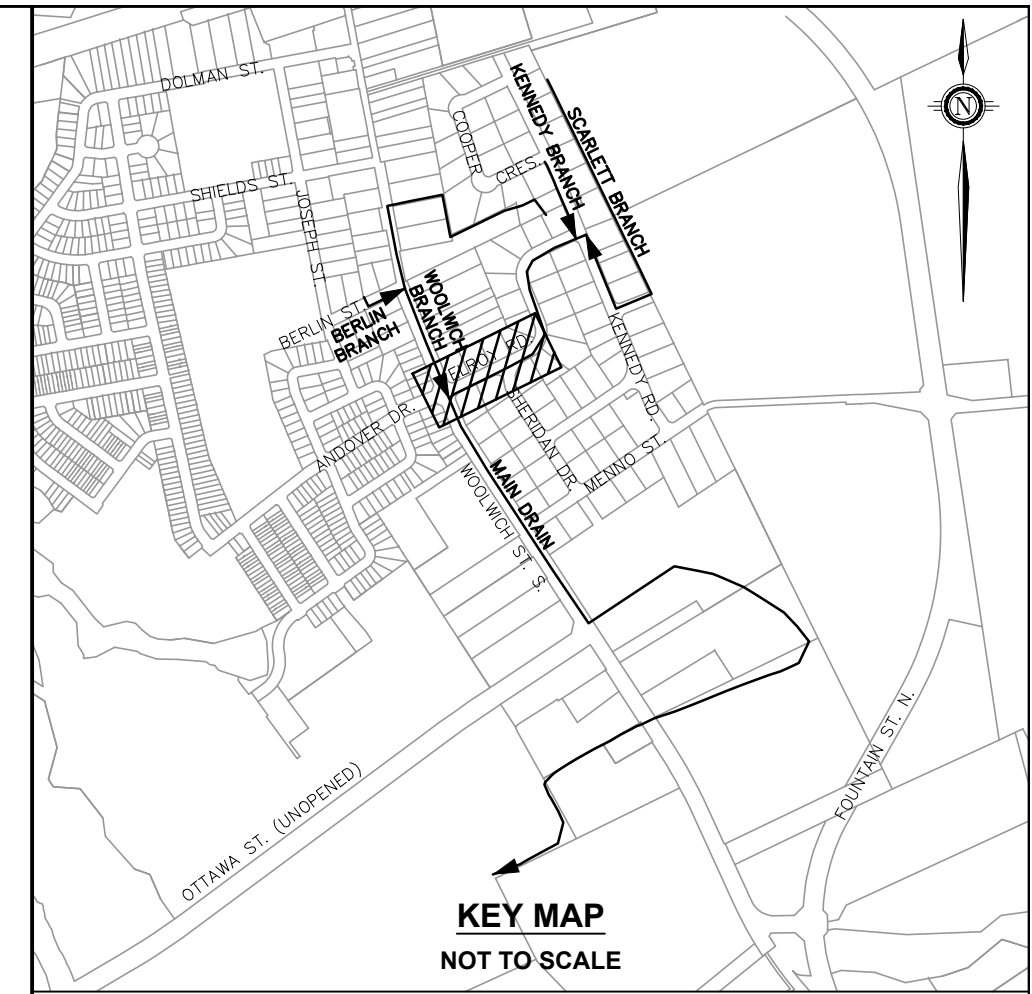 DOLMAN ST.
N
KENNEDY BRANCH
SCARLETT BRANCH
COOPER
CRES.
SHIELDS ST.
JOSEPH ST.
WOOLWICH
BRANCH
BERLIN ST.
BERLIN
BRANCH
ELROY RD.
KENNEDY RD.
ANDOVER DR.
SHERIDAN DR.
MENNO ST.
MAIN DRAIN
WOOLWICH ST. S.
FOUNTAIN ST. N.
OTTAWA ST. (UNOPENED)
KEY MAP
NOT TO SCALE